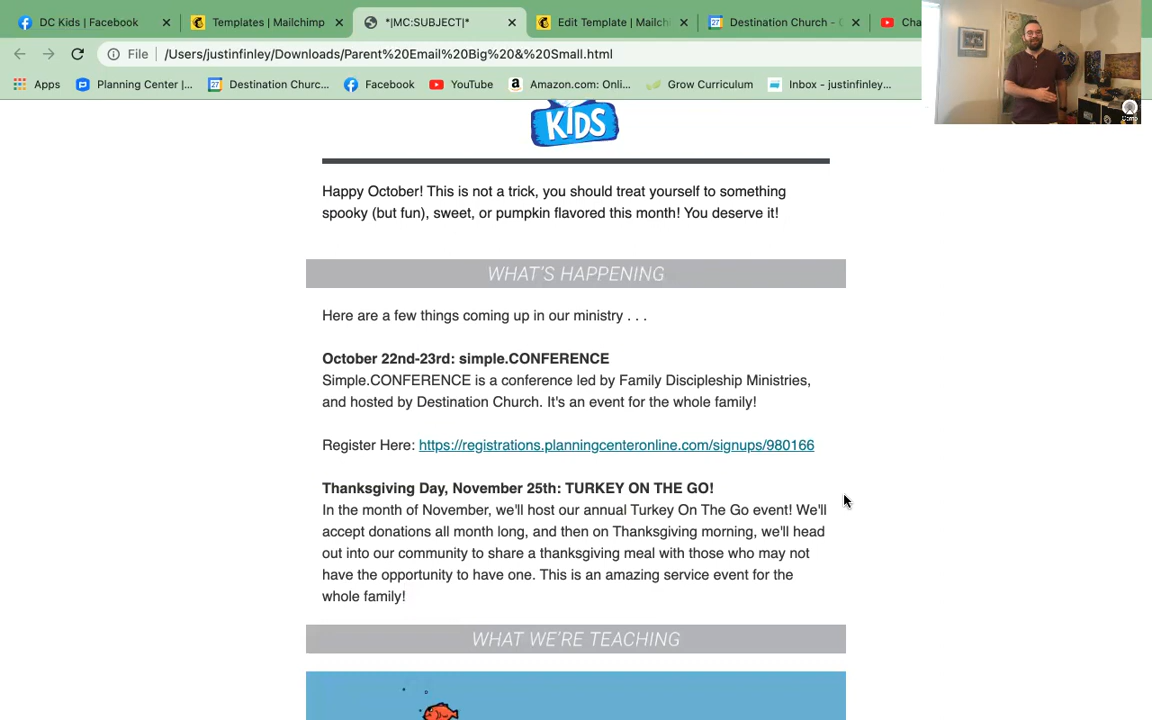 DC Kids | Facebook
Templates | Mailchimp
*|MC:SUBJECT|*
Edit Template | Mailchi
Destination Church - C
Cha
File
/Users/justinfinley/Downloads/Parent%20Email%20Big%20&%20Small.html
Apps
Planning Center |...
Destination Churc...
Facebook
YouTube
Amazon.com: Onli...
Grow Curriculum
Inbox - justinfinley...
KIDS
Happy October! This is not a trick, you should treat yourself to something
spooky (but fun), sweet, or pumpkin flavored this month! You deserve it!
WHAT'S HAPPENING
Here are a few things coming up in our ministry . . .
October 22nd-23rd: simple.CONFERENCE
Simple.CONFERENCE is a conference led by Family Discipleship Ministries,
and hosted by Destination Church. It's an event for the whole family!
Register Here: https://registrations.planningcenteronline.com/signups/980166
Thanksgiving Day, November 25th: TURKEY ON THE GO!
In the month of November, we'll host our annual Turkey On The Go event! We'll
accept donations all month long, and then on Thanksgiving morning, we'll head
out into our community to share a thanksgiving meal with those who may not
have the opportunity to have one. This is an amazing service event for the
whole family!
WHAT WE'RE TEACHING